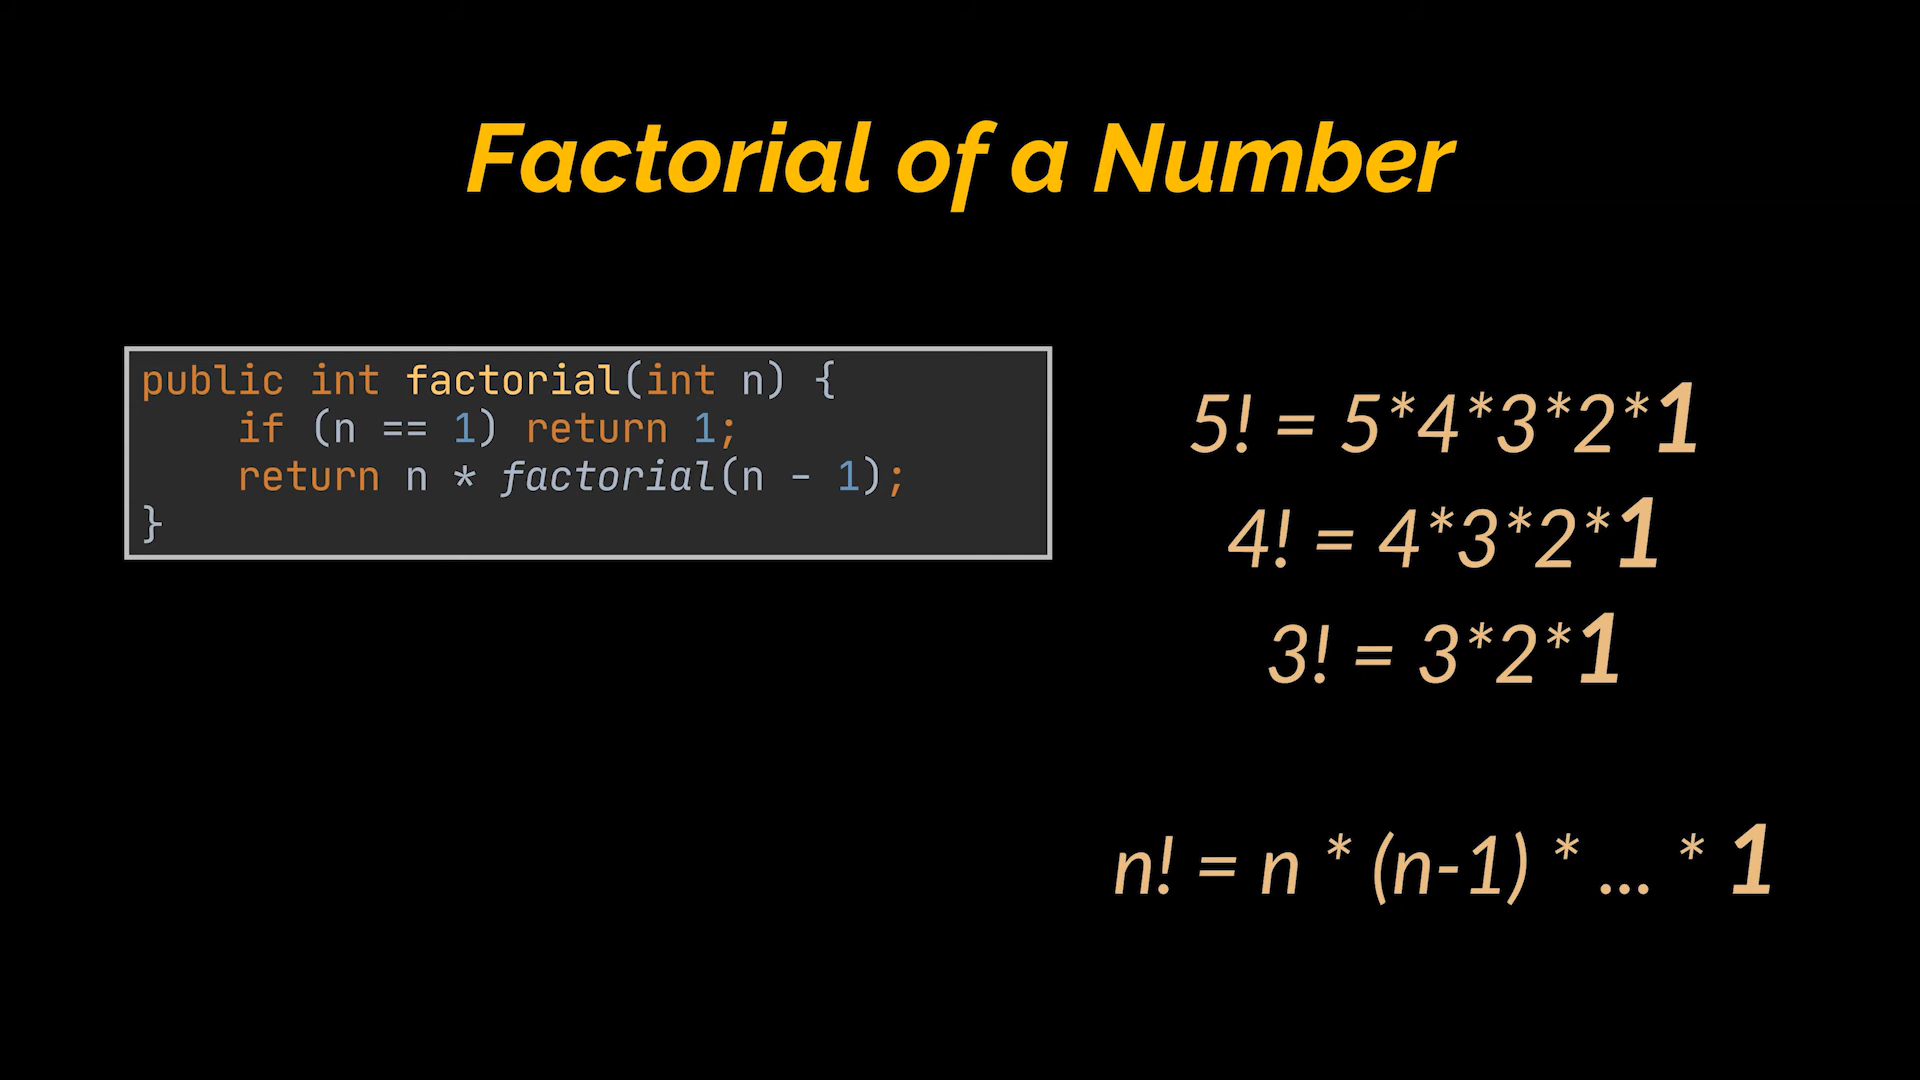 Factorial of a Number
public int factorial(int n) {
    if (n == 1) return 1;
    return n * factorial(n - 1);
}
5! = 5*4*3*2*1
4! = 4*3*2*1
3! = 3*2*1
n! = n * (n-1) * ... * 1